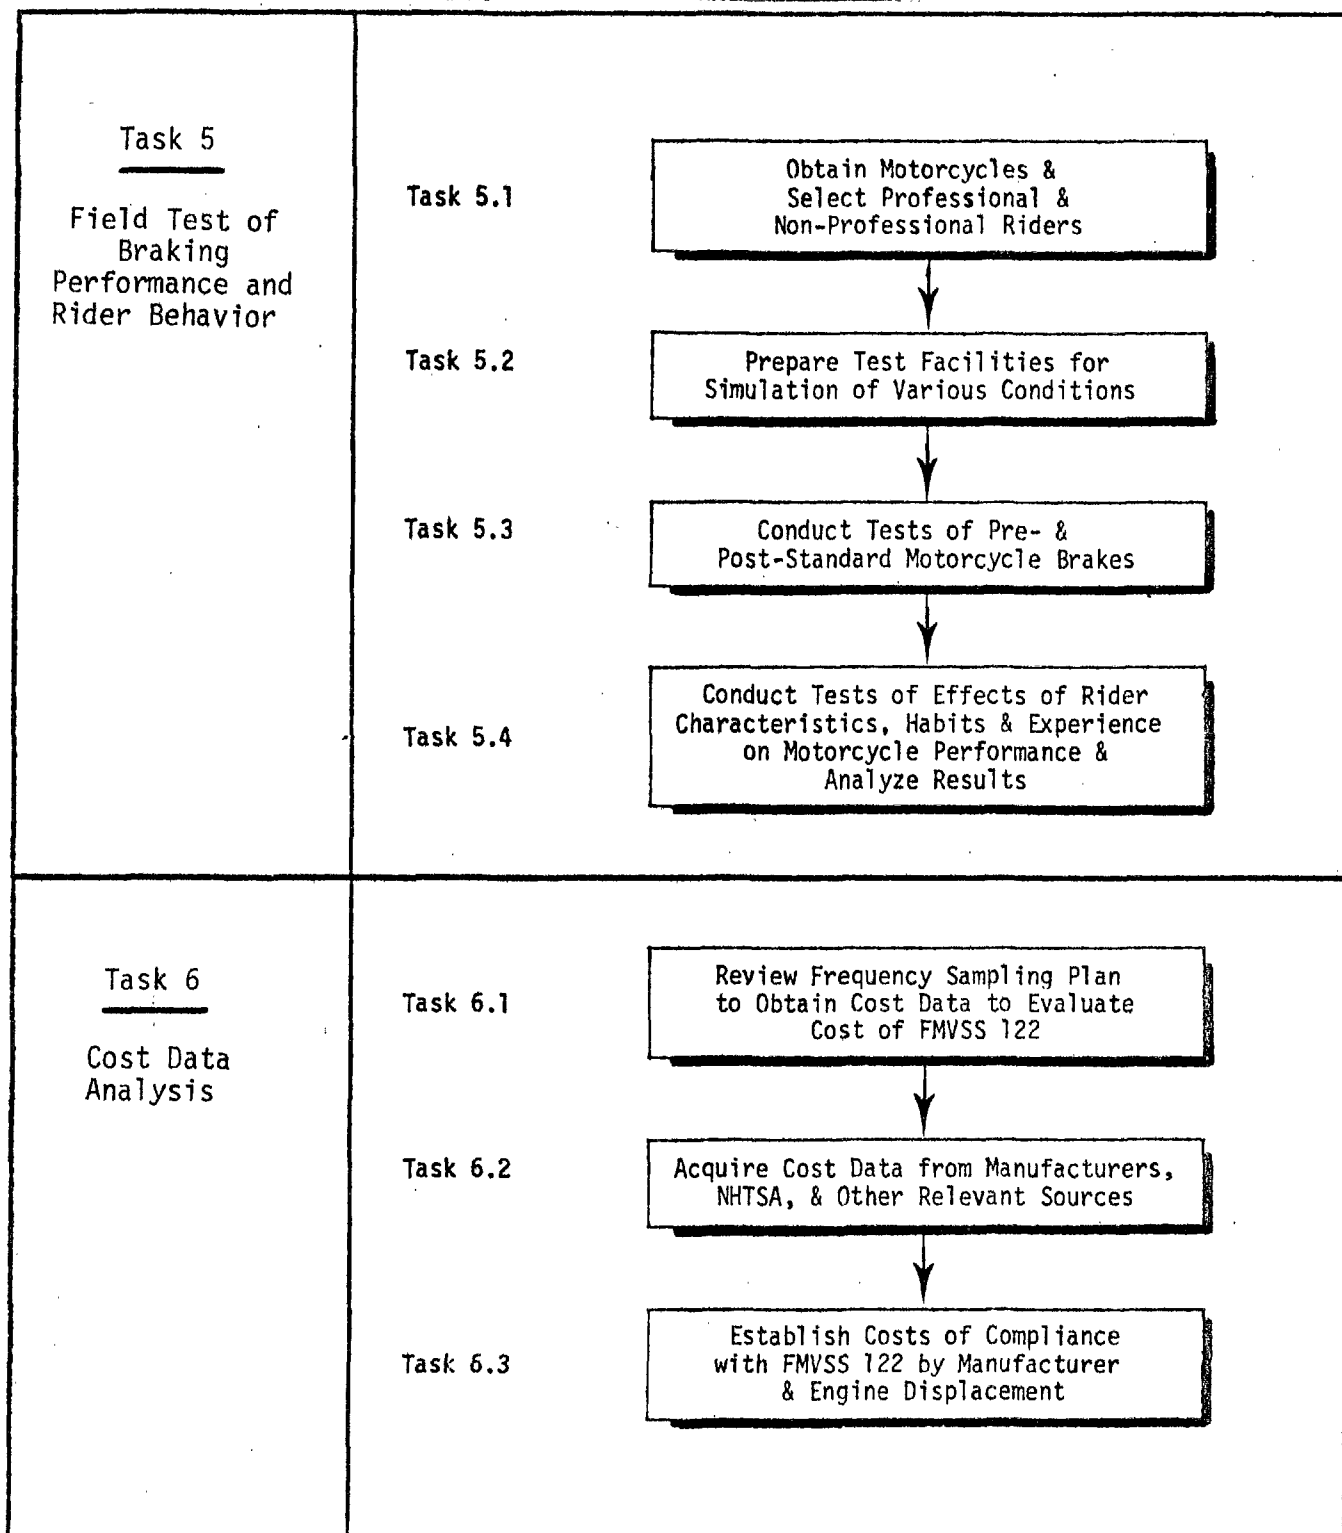 Task 5
Field Test of
Braking
Performance and
Rider Behavior
Task 5.1
Obtain Motorcycles &
Select Professional &
Non-Professional Riders
Task 5.2
Prepare Test Facilities for
Simulation of Various Conditions
Task 5.3
Conduct Tests of Pre- &
Post-Standard Motorcycle Brakes
Task 5.4
Conduct Tests of Effects of Rider
Characteristics, Habits & Experience
on Motorcycle Performance &
Analyze Results
Task 6
Cost Data
Analysis
Task 6.1
Review Frequency Sampling Plan
to Obtain Cost Data to Evaluate
Cost of FMVSS 122
Task 6.2
Acquire Cost Data from Manufacturers,
NHTSA, & Other Relevant Sources
Task 6.3
Establish Costs of Compliance
with FMVSS 122 by Manufacturer
& Engine Displacement